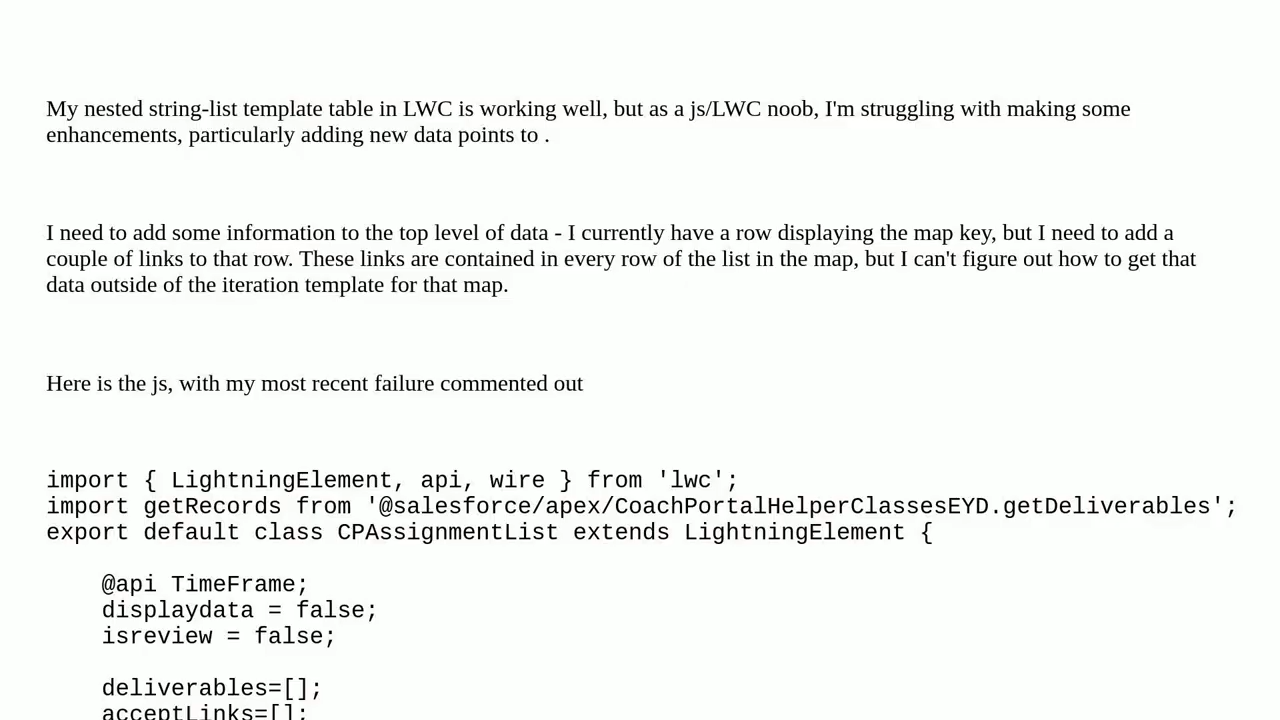 My nested string-list template table in LWC is working well, but as a js/LWC noob, I'm struggling with making some
enhancements, particularly adding new data points to .
I need to add some information to the top level of data - I currently have a row displaying the map key, but I need to add a
couple of links to that row. These links are contained in every row of the list in the map, but I can't figure out how to get that
data outside of the iteration template for that map.
Here is the js, with my most recent failure commented out
import { LightningElement, api, wire } from 'lwc';
import getRecords from '@salesforce/apex/CoachPortalHelperClassesEYD.getDeliverables';
export default class CPAssignmentList extends LightningElement {
@api TimeFrame;
displaydata = false;
isreview = false;
deliverables=[];
acceptLinks=[];